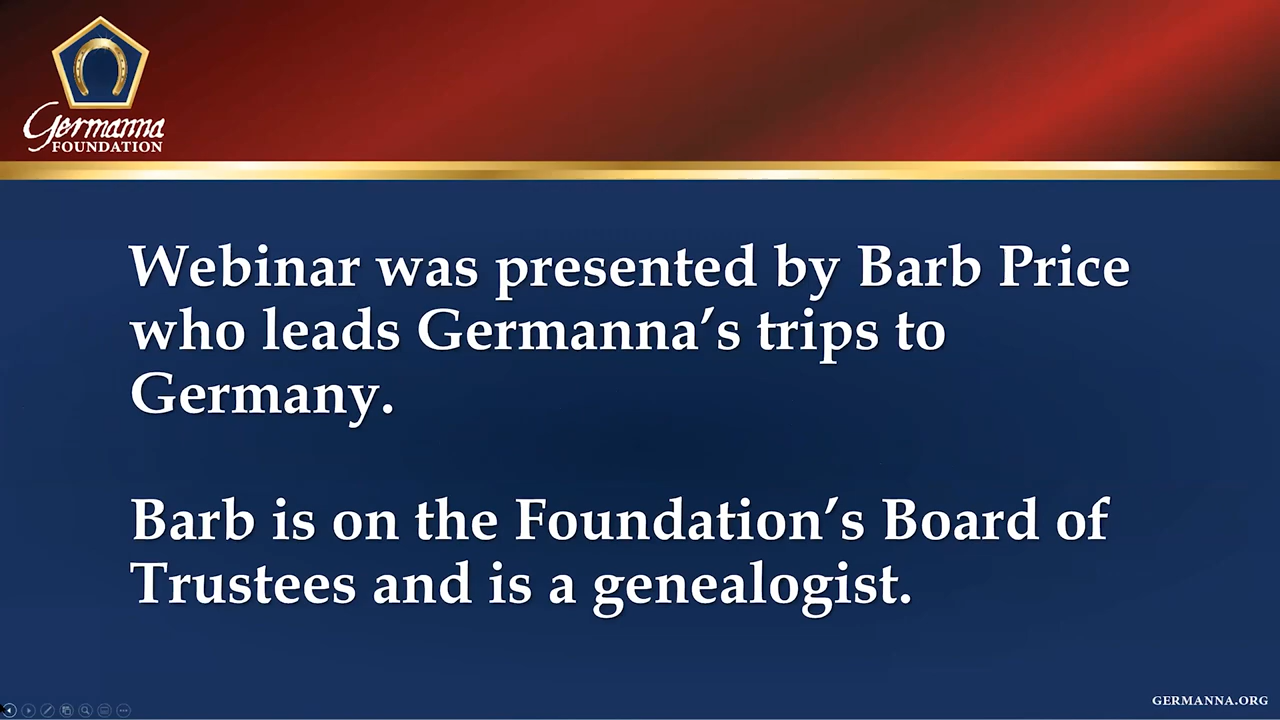 Germanna
FOUNDATION
Webinar was presented by Barb Price
who leads Germanna’s trips to
Germany.
Barb is on the Foundation’s Board of
Trustees and is a genealogist.
GERMANNA.ORG